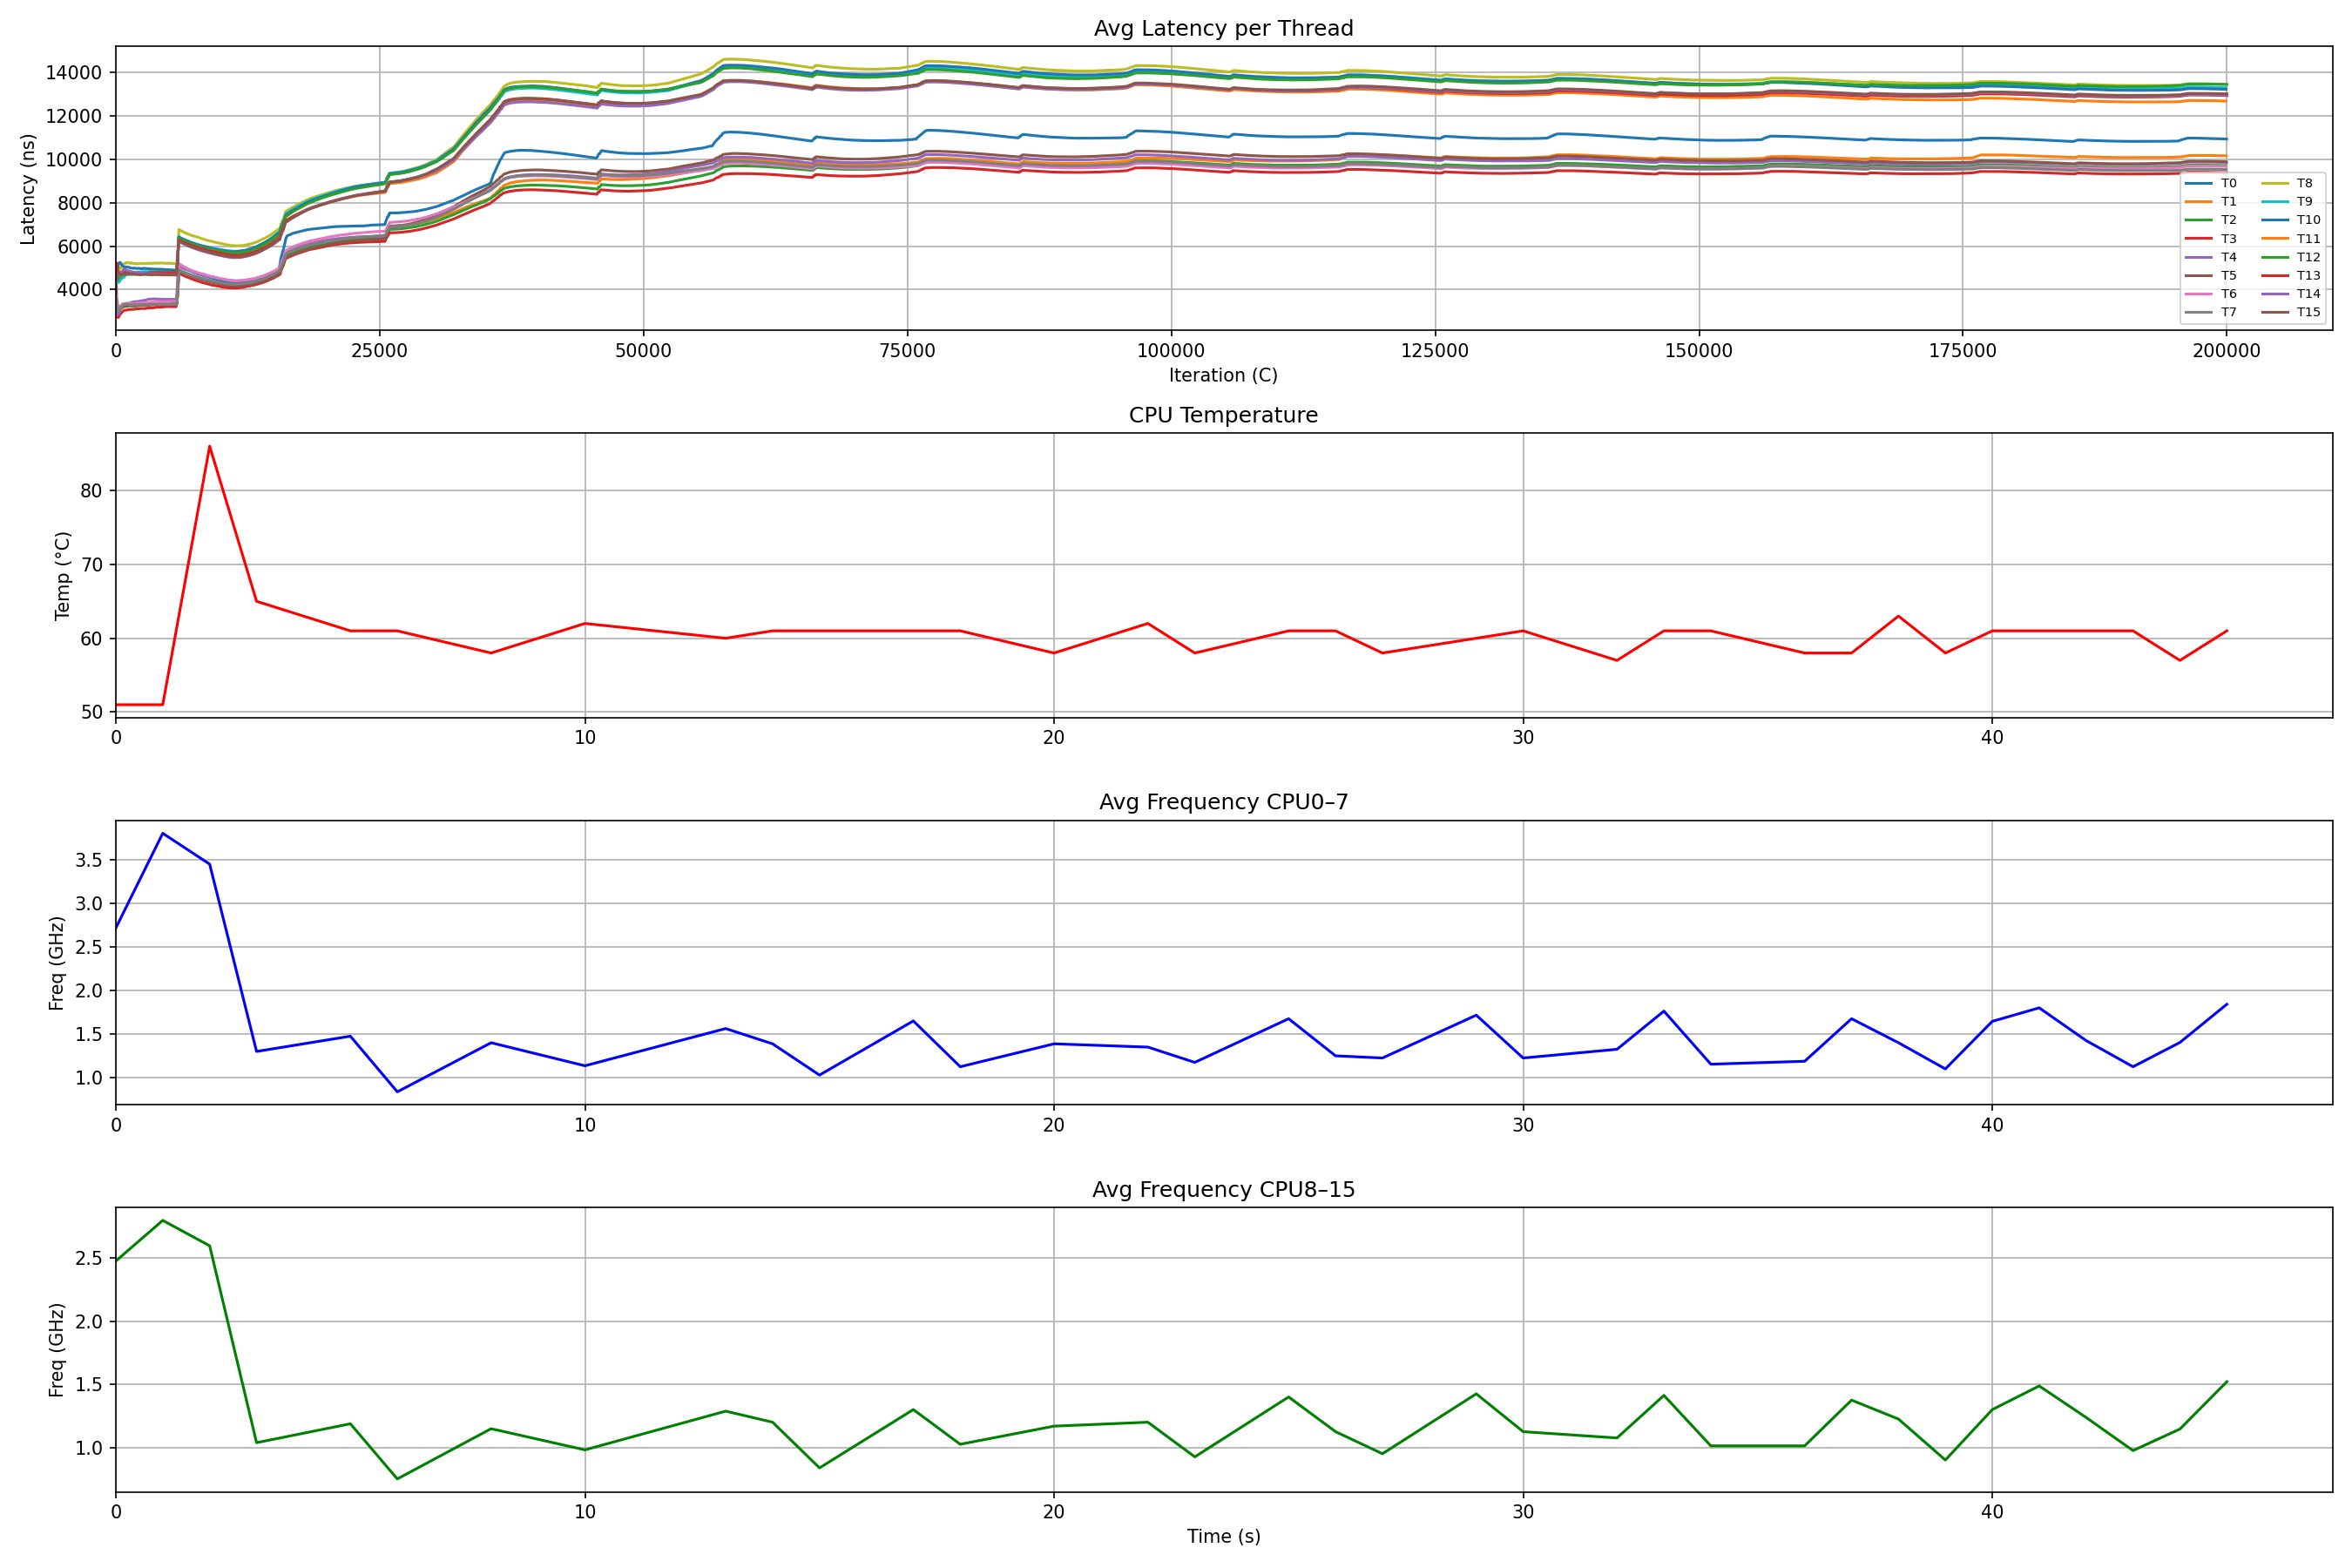 Avg Latency per Thread
Latency (ns)
14000
12000
10000
8000
6000
4000
T0 T8
T1 T9
T2 T10
T3 T11
T4 T12
T5 T13
T6 T14
T7 T15
0 25000 50000 75000 100000 125000 150000 175000 200000
Iteration (C)
CPU Temperature
Temp (°C)
80
70
60
50
0 10 20 30 40
Avg Frequency CPU0–7
Freq (GHz)
3.5
3.0
2.5
2.0
1.5
1.0
0 10 20 30 40
Avg Frequency CPU8–15
Freq (GHz)
2.5
2.0
1.5
1.0
0 10 20 30 40
Time (s)